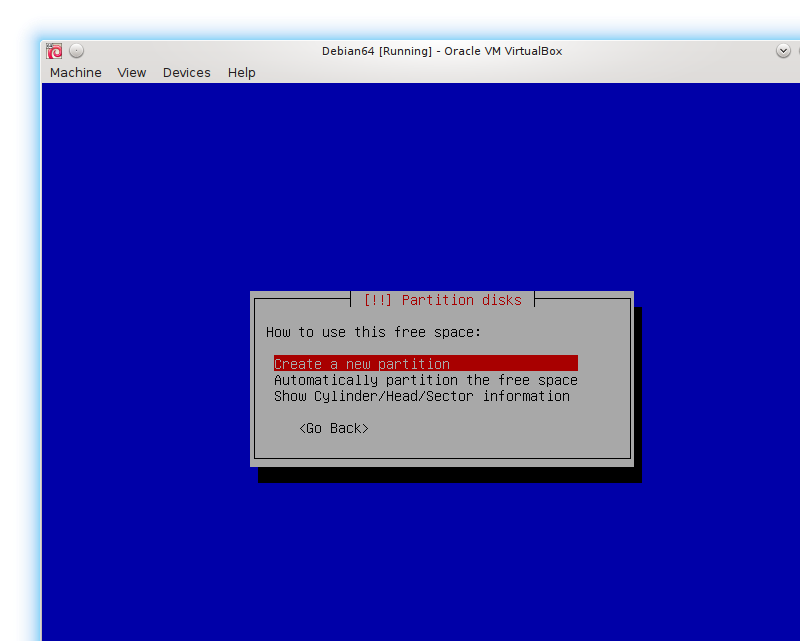 Debian64 [Running] - Oracle VM VirtualBox
Machine View Devices Help
[!!] Partition disks
How to use this free space:
Create a new partition
Automatically partition the free space
Show Cylinder/Head/Sector information
<Go Back>